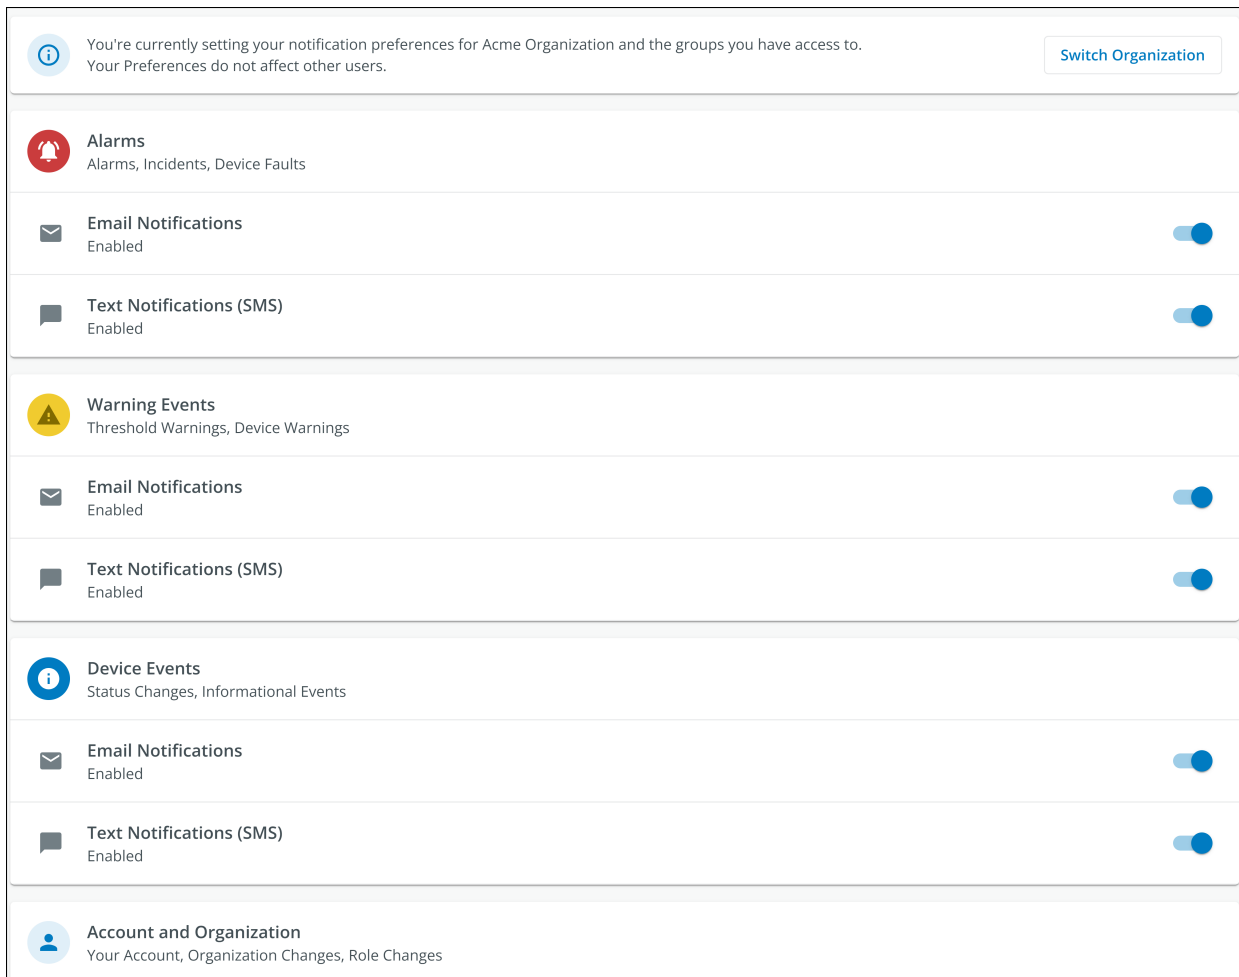 You're currently setting your notification preferences for Acme Organization and the groups you have access to.
Your Preferences do not affect other users.
Switch Organization
Alarms
Alarms, Incidents, Device Faults
Email Notifications
Enabled
Text Notifications (SMS)
Enabled
Warning Events
Threshold Warnings, Device Warnings
Email Notifications
Enabled
Text Notifications (SMS)
Enabled
Device Events
Status Changes, Informational Events
Email Notifications
Enabled
Text Notifications (SMS)
Enabled
Account and Organization
Your Account, Organization Changes, Role Changes